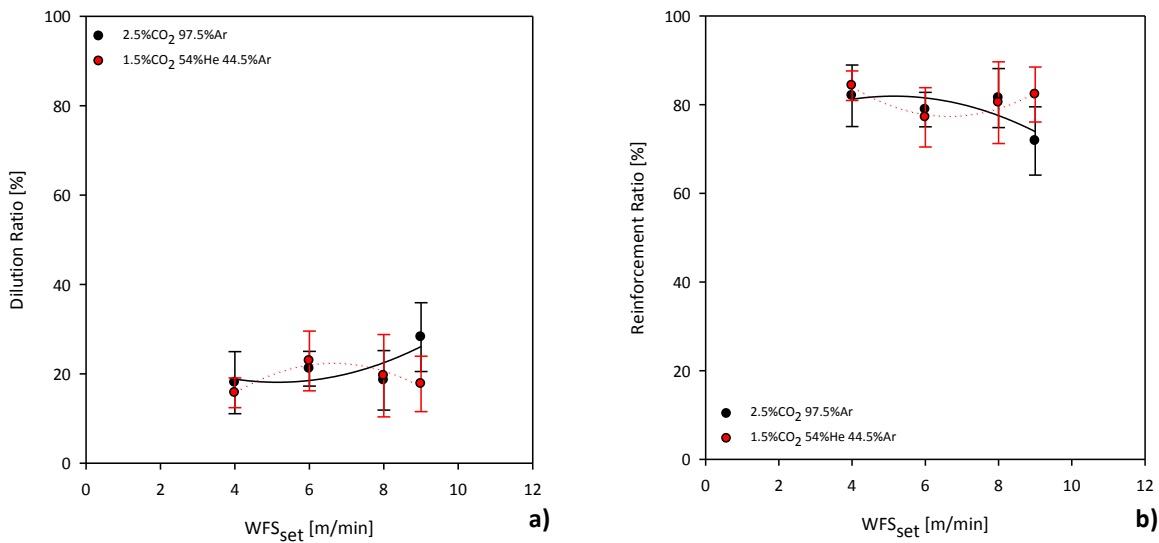 100
80
60
40
20
0
Dilution Ratio [%]
2.5%CO2 97.5%Ar
1.5%CO2 54%He 44.5%Ar
0 2 4 6 8 10 12
WFSset [m/min]
a)
100
80
60
40
20
0
Reinforcement Ratio [%]
2.5%CO2 97.5%Ar
1.5%CO2 54%He 44.5%Ar
0 2 4 6 8 10 12
WFSset [m/min]
b)